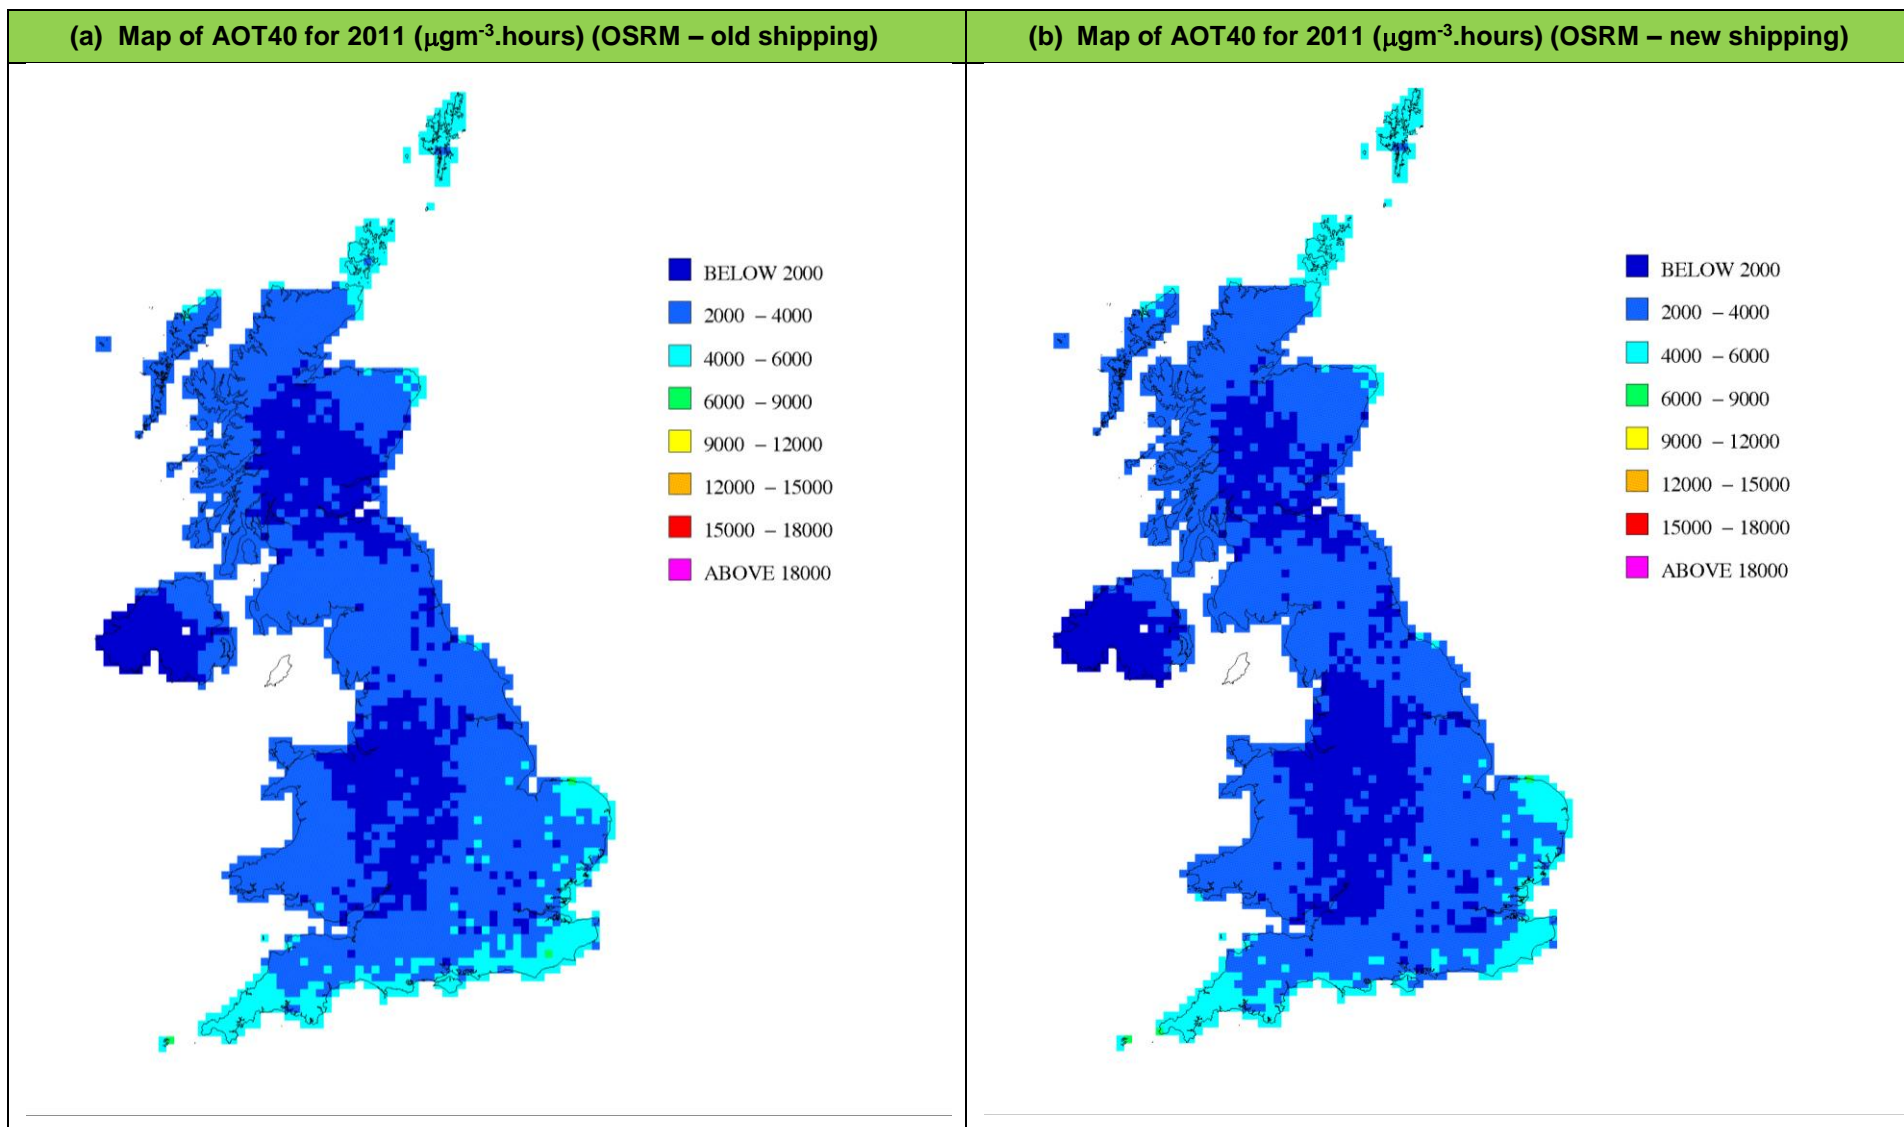 (a) Map of AOT40 for 2011 (μgm-3.hours) (OSRM – old shipping)
(b) Map of AOT40 for 2011 (μgm-3.hours) (OSRM – new shipping)
BELOW 2000
2000 – 4000
4000 – 6000
6000 – 9000
9000 – 12000
12000 – 15000
15000 – 18000
ABOVE 18000
BELOW 2000
2000 – 4000
4000 – 6000
6000 – 9000
9000 – 12000
12000 – 15000
15000 – 18000
ABOVE 18000